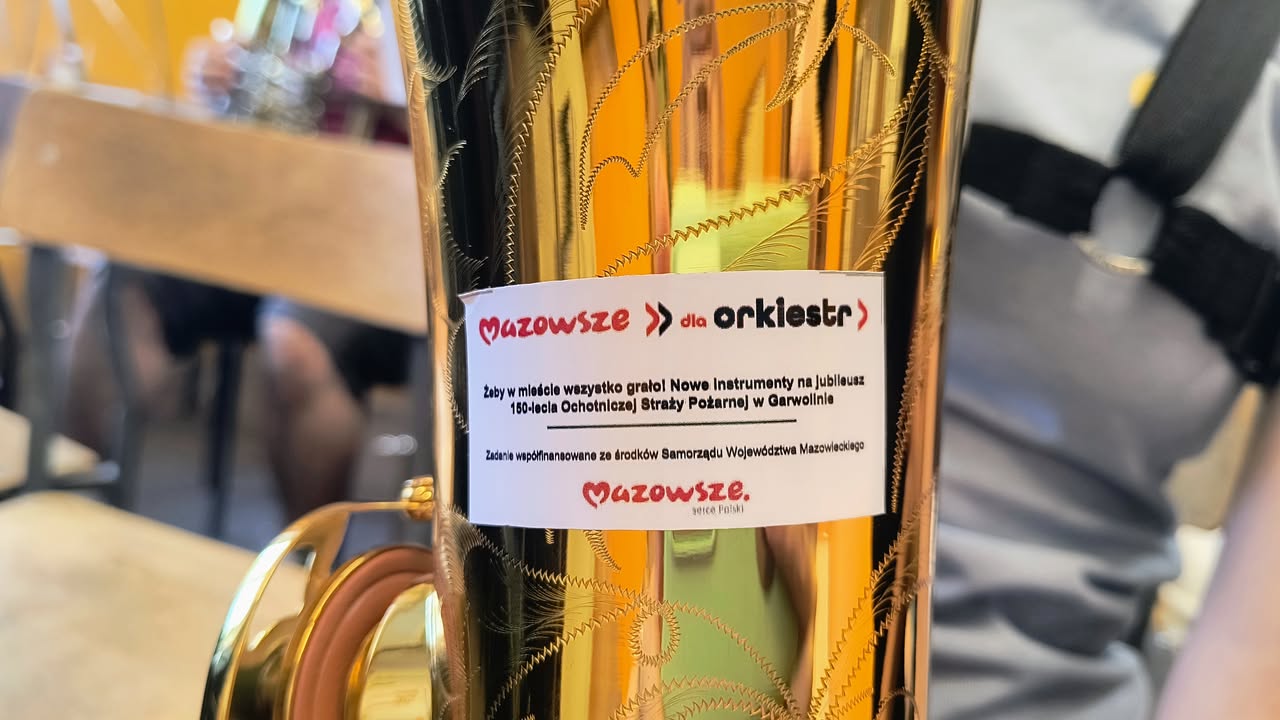 mazowsze dla orkiestr
Żeby w mieście wszystko grało! Nowe instrumenty na jubileusz
150-lecia Ochotniczej Straży Pożarnej w Garwolinie
Zadanie współfinansowane ze środków Samorządu Województwa Mazowieckiego
mazowsze.
serce Polski